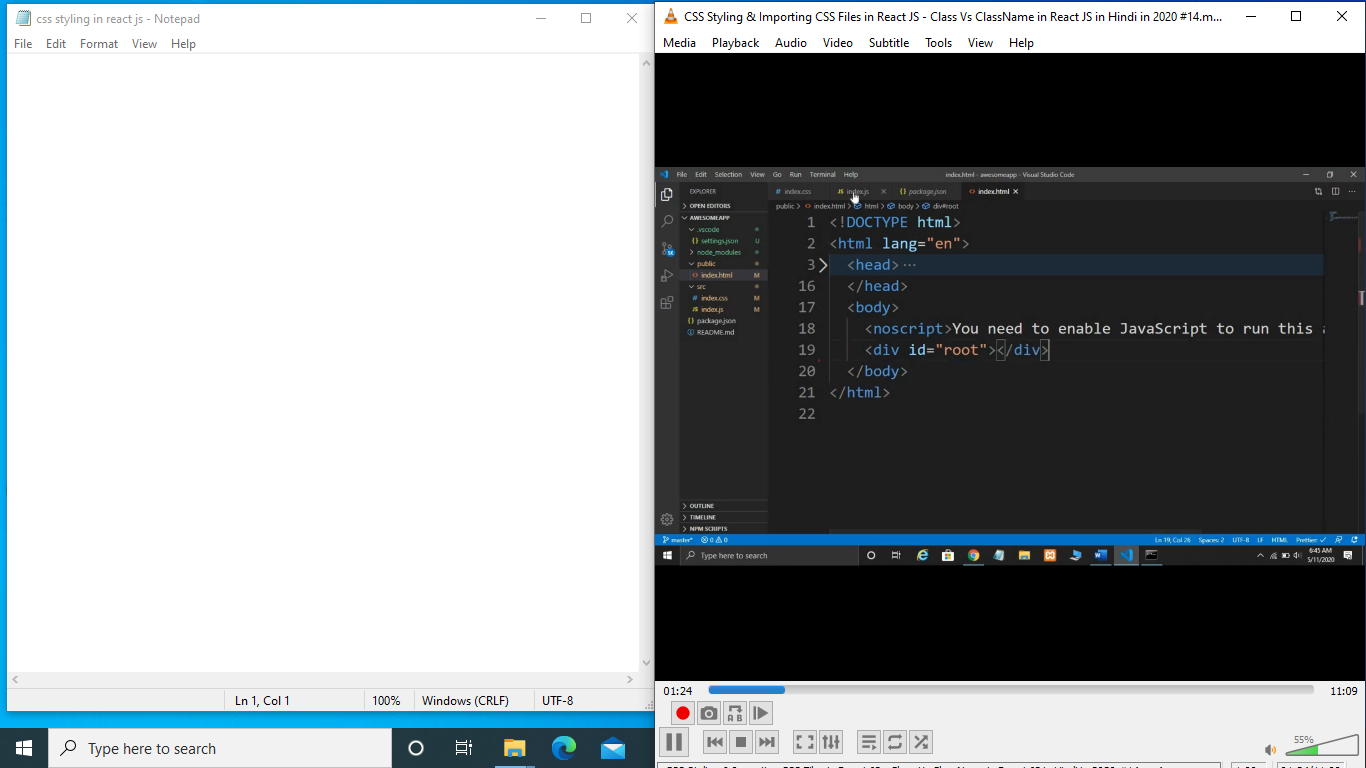 css styling in react js - Notepad
File Edit Format View Help
Ln 1, Col 1 100% Windows (CRLF) UTF-8
Type here to search
CSS Styling & Importing CSS Files in React JS - Class Vs ClassName in React JS in Hindi in 2020 #14.m...
Media Playback Audio Video Subtitle Tools View Help
File Edit Selection View Go Run Terminal Help index.html - awesomeapp - Visual Studio Code
EXPLORER
# index.css JS index.js {} package.json <> index.html
OPEN EDITORS
public > <> index.html > html > body > div#root
AWESOMEAPP
.vscode
{} settings.json U
node_modules
public
<> index.html M
src
# index.css M
JS index.js M
{} package.json
README.md
OUTLINE
TIMELINE
NPM SCRIPTS
1 <!DOCTYPE html>
2 <html lang="en">
3 <head>…
16 </head>
17 <body>
18 <noscript>You need to enable JavaScript to run this
19 <div id="root"></div>
20 </body>
21 </html>
22
master* 0 0 Ln 19, Col 26 Spaces: 2 UTF-8 LF HTML Prettier: ✓
Type here to search
6:45 AM
5/11/2020
01:24 11:09
A B
55%